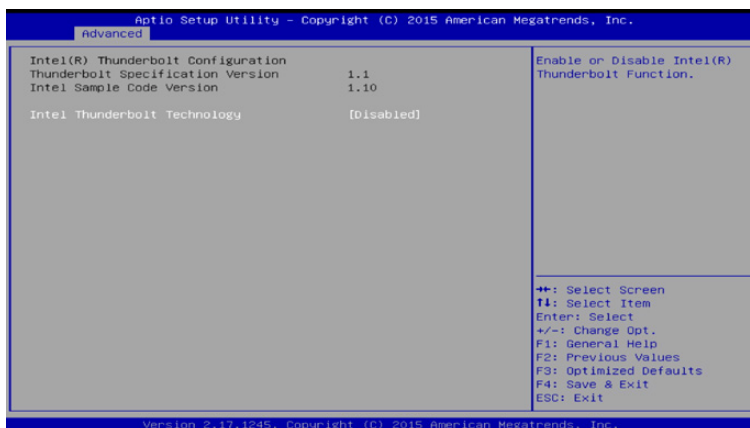 Aptio Setup Utility – Copyright (C) 2015 American Megatrends, Inc.
Advanced
Intel(R) Thunderbolt Configuration
Thunderbolt Specification Version 1.1
Intel Sample Code Version 1.10
Intel Thunderbolt Technology [Disabled]
Enable or Disable Intel(R)
Thunderbolt Function.
→←: Select Screen
↑↓: Select Item
Enter: Select
+/-: Change Opt.
F1: General Help
F2: Previous Values
F3: Optimized Defaults
F4: Save & Exit
ESC: Exit
Version 2.17.1245. Copyright (C) 2015 American Megatrends, Inc.